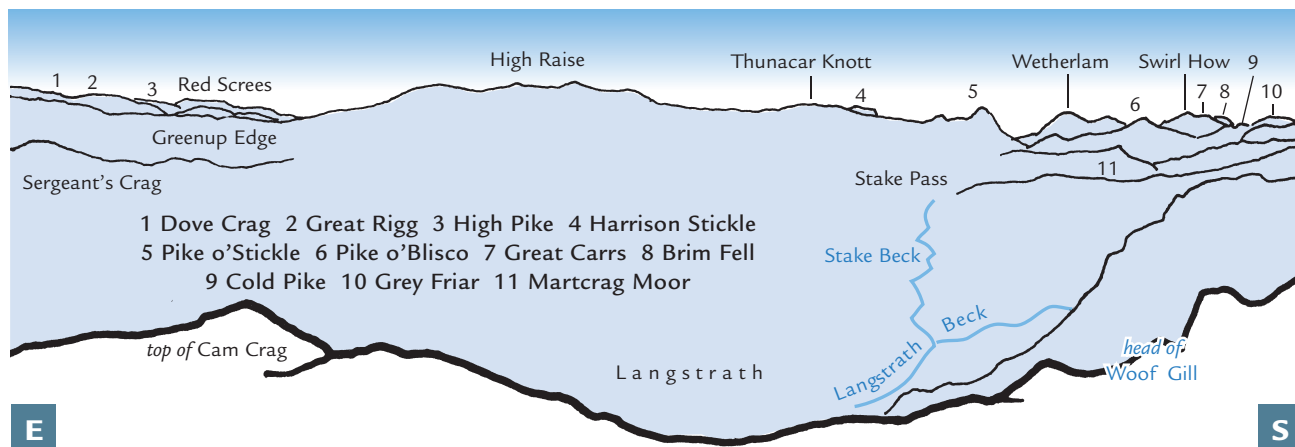 High Raise
Thunacar Knott
Wetherlam
Swirl How
9
1
2
3
Red Screes
4
5
6
7
8
10
Greenup Edge
Sergeant's Crag
Stake Pass
11
1 Dove Crag 2 Great Rigg 3 High Pike 4 Harrison Stickle
5 Pike o'Stickle 6 Pike o'Blisco 7 Great Carrs 8 Brim Fell
9 Cold Pike 10 Grey Friar 11 Martcrag Moor
Stake Beck
top of Cam Crag
Langstrath
Langstrath Beck
head of
Woof Gill
E
S